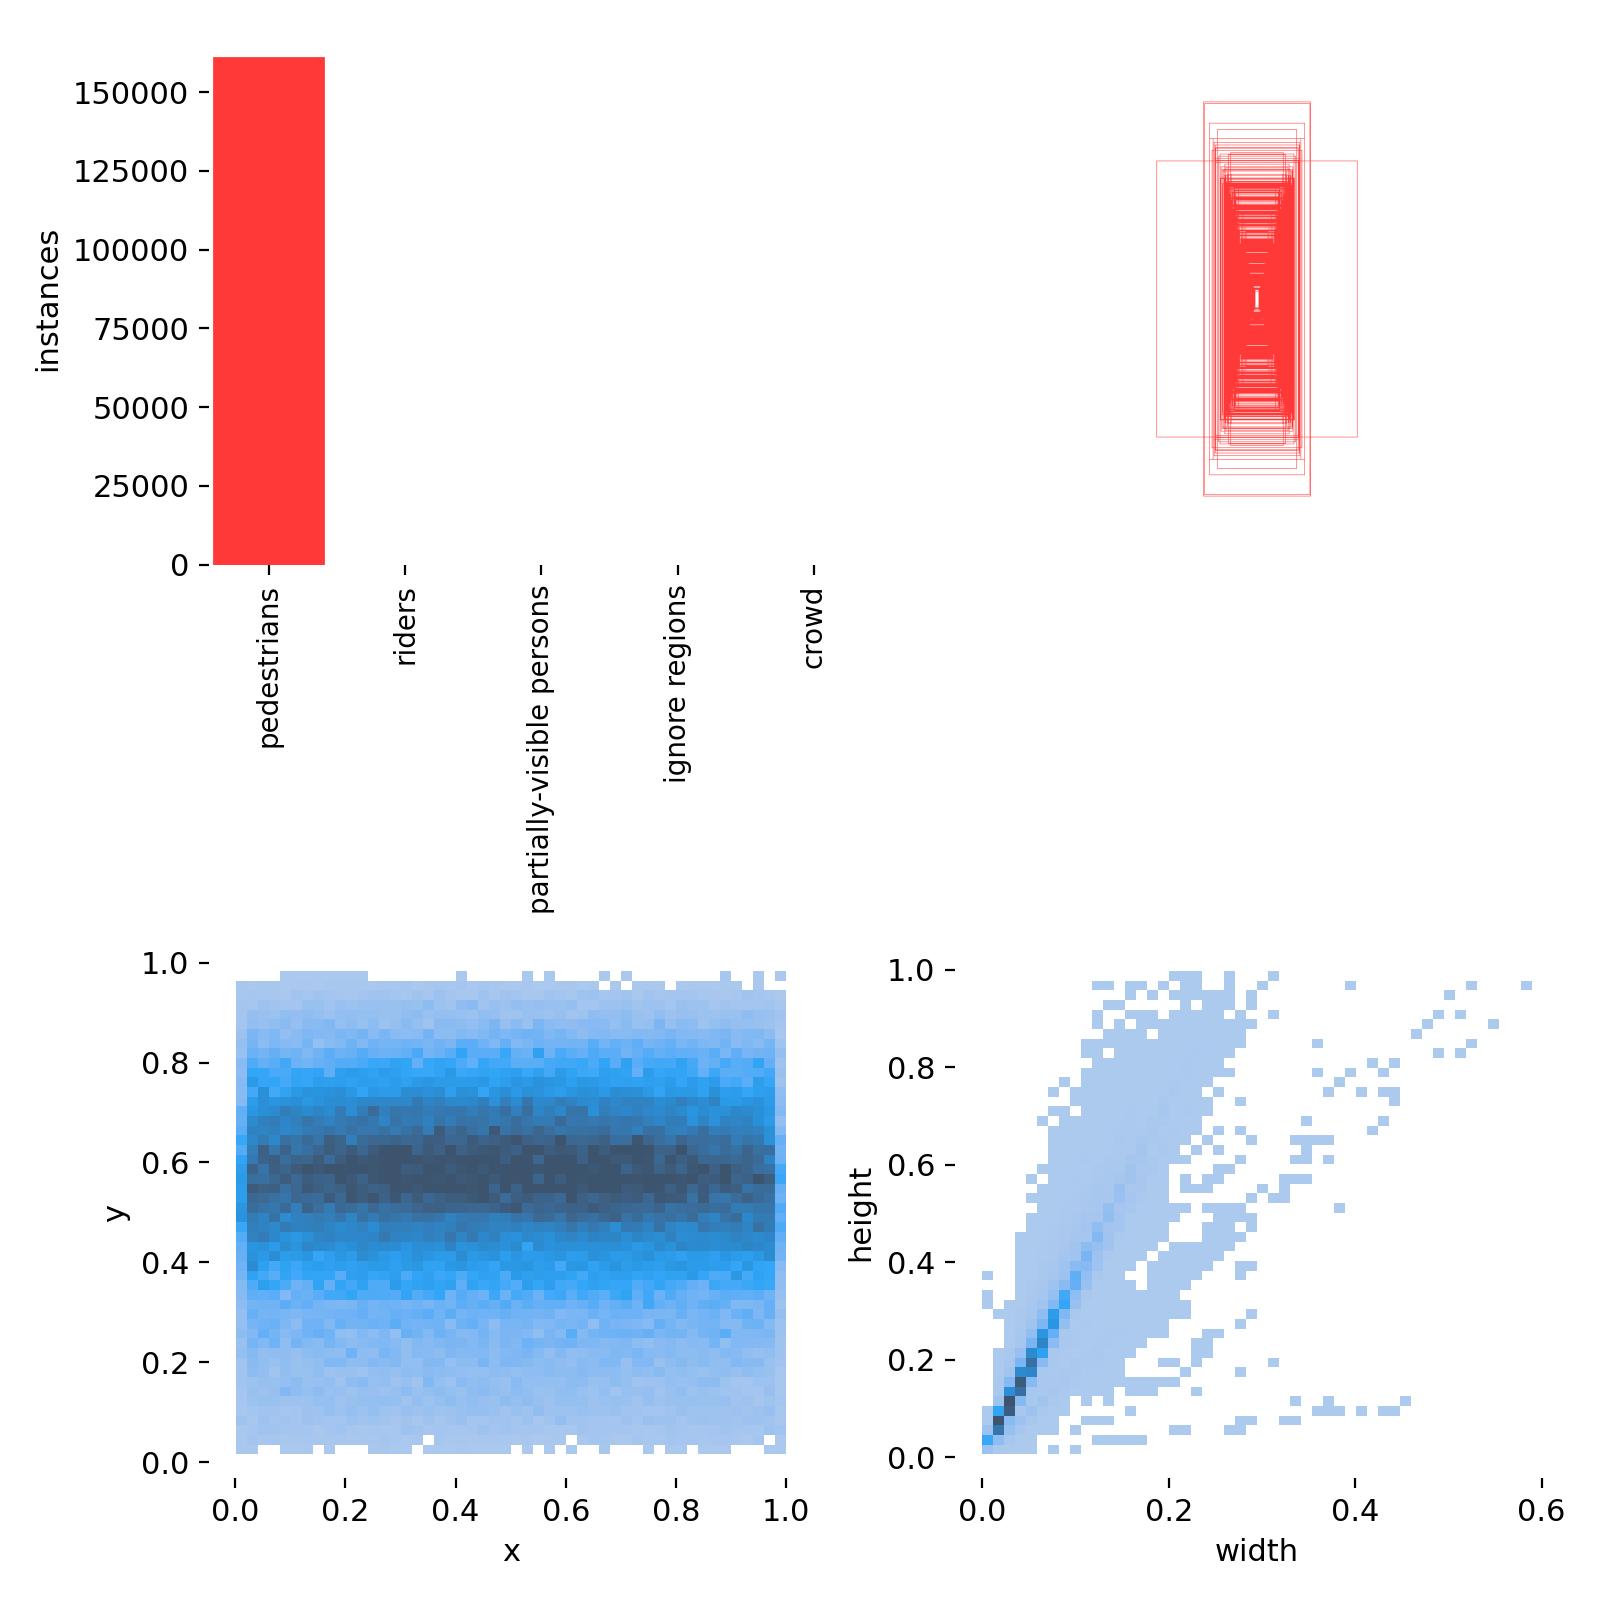 150000
125000
100000
75000
50000
25000
0
instances
pedestrians
riders
partially-visible persons
ignore regions
crowd
1.0
0.8
0.6
0.4
0.2
0.0
y
0.0 0.2 0.4 0.6 0.8 1.0
x
1.0
0.8
0.6
0.4
0.2
0.0
height
0.0 0.2 0.4 0.6
width